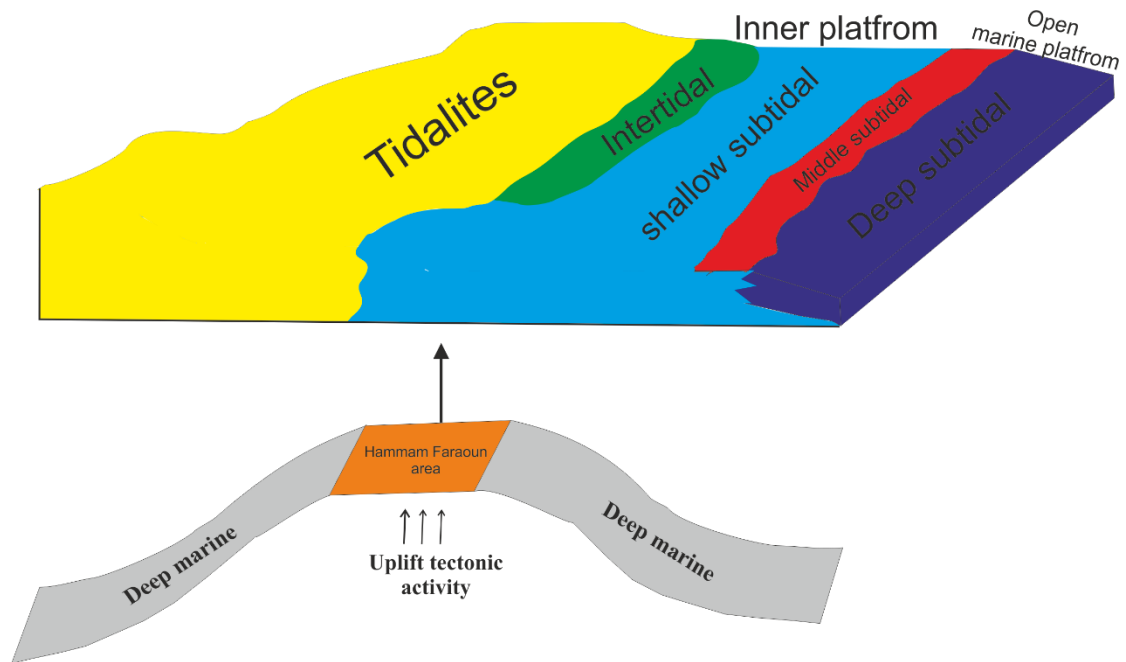 Inner platfrom
Open
marine platfrom
Tidalites
Intertidal
shallow subtidal
Middle subtidal
Deep subtidal
Hammam Faraoun
area
Deep marine
Deep marine
Uplift tectonic
activity